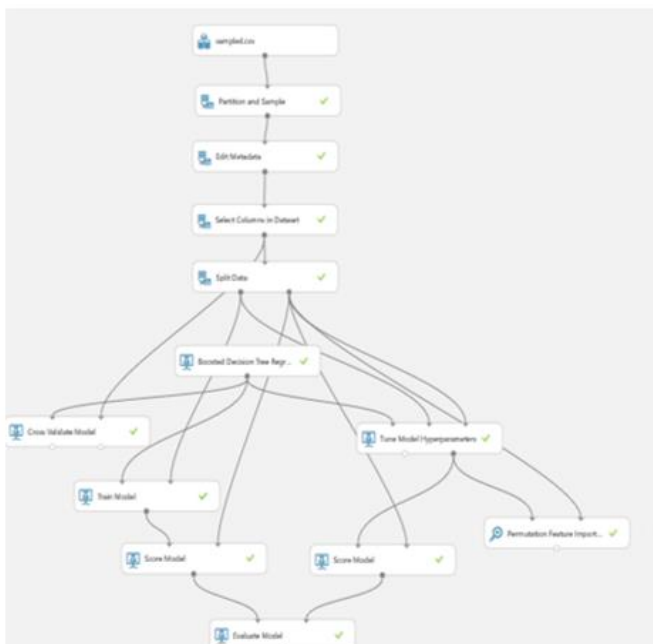 sampled.csv
Partition and Sample
Edit Metadata
Select Columns in Dataset
Split Data
Boosted Decision Tree Regr...
Cross Validate Model
Tune Model Hyperparameters
Train Model
Permutation Feature Import...
Score Model
Score Model
Evaluate Model